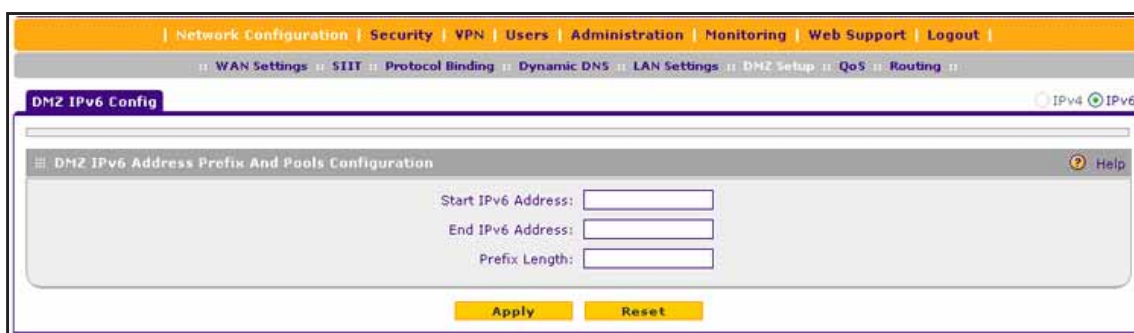 | Network Configuration | Security | VPN | Users | Administration | Monitoring | Web Support | Logout |
:: WAN Settings :: SIIT :: Protocol Binding :: Dynamic DNS :: LAN Settings :: DMZ Setup :: QoS :: Routing ::
DMZ IPv6 Config IPv4 IPv6
DMZ IPv6 Address Prefix And Pools Configuration ? Help
Start IPv6 Address:
End IPv6 Address:
Prefix Length:
Apply Reset